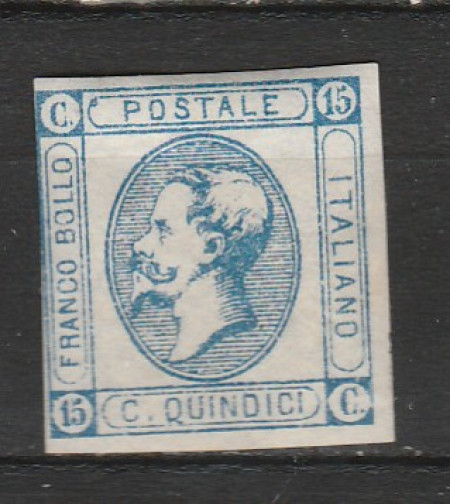 C. POSTALE 15
FRANCO BOLLO
ITALIANO
15 C. QUINDICI C.